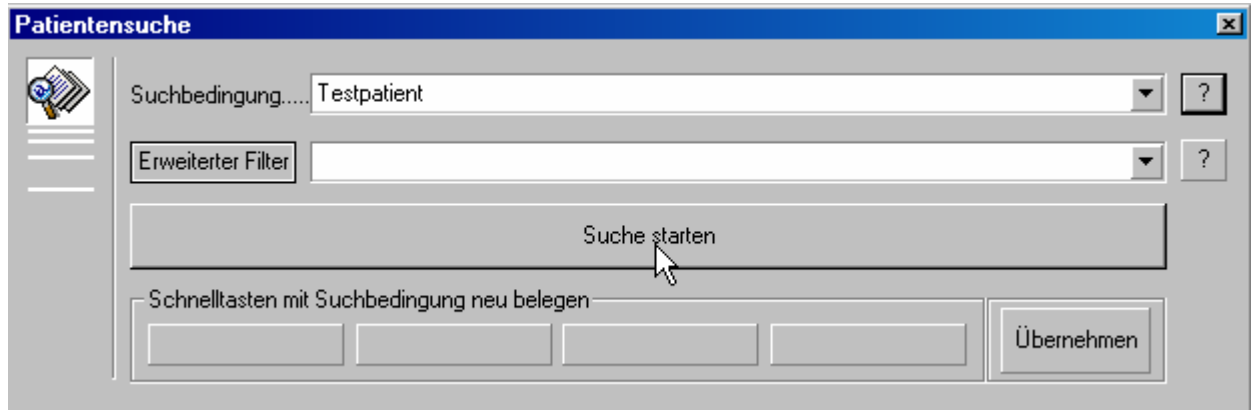 Patientensuche
Suchbedingung..... Testpatient ?
Erweiterter Filter ?
Suche starten
Schnelltasten mit Suchbedingung neu belegen
Übernehmen